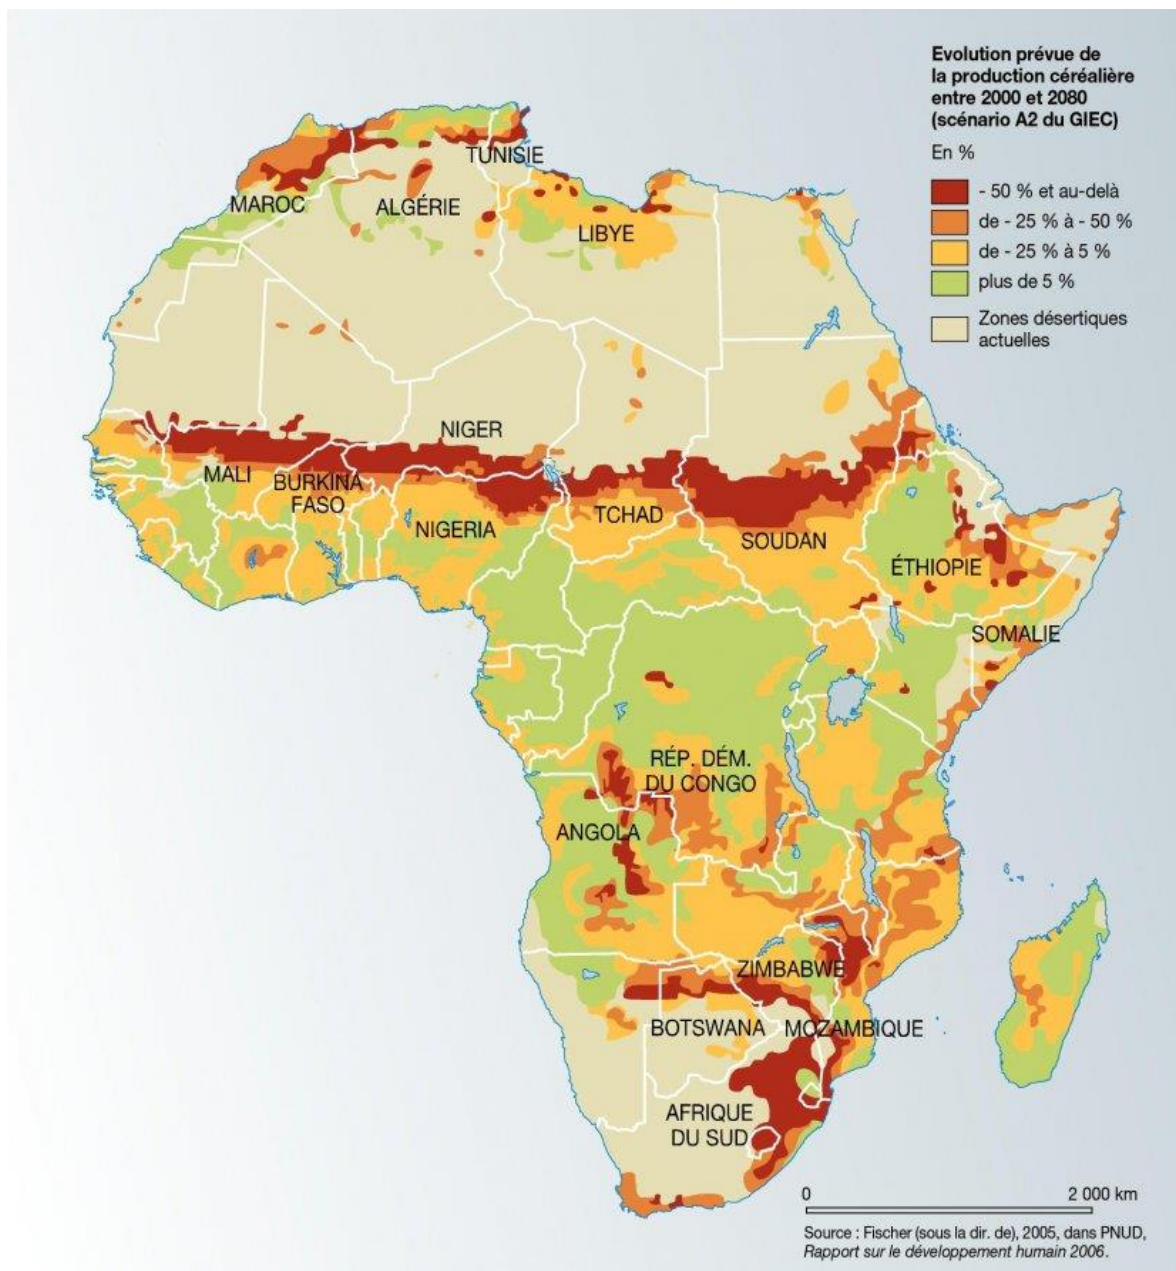 Evolution prévue de
la production céréalière
entre 2000 et 2080
(scénario A2 du GIEC)
En %
- 50 % et au-delà
de - 25 % à - 50 %
de - 25 % à 5 %
plus de 5 %
Zones désertiques
actuelles
TUNISIE
MAROC
ALGÉRIE
LIBYE
NIGER
MALI
BURKINA
FASO
NIGERIA
TCHAD
SOUDAN
ÉTHIOPIE
SOMALIE
RÉP. DÉM.
DU CONGO
ANGOLA
ZIMBABWE
BOTSWANA
MOZAMBIQUE
AFRIQUE
DU SUD
0 2 000 km
Source : Fischer (sous la dir. de), 2005, dans PNUD,
Rapport sur le développement humain 2006.